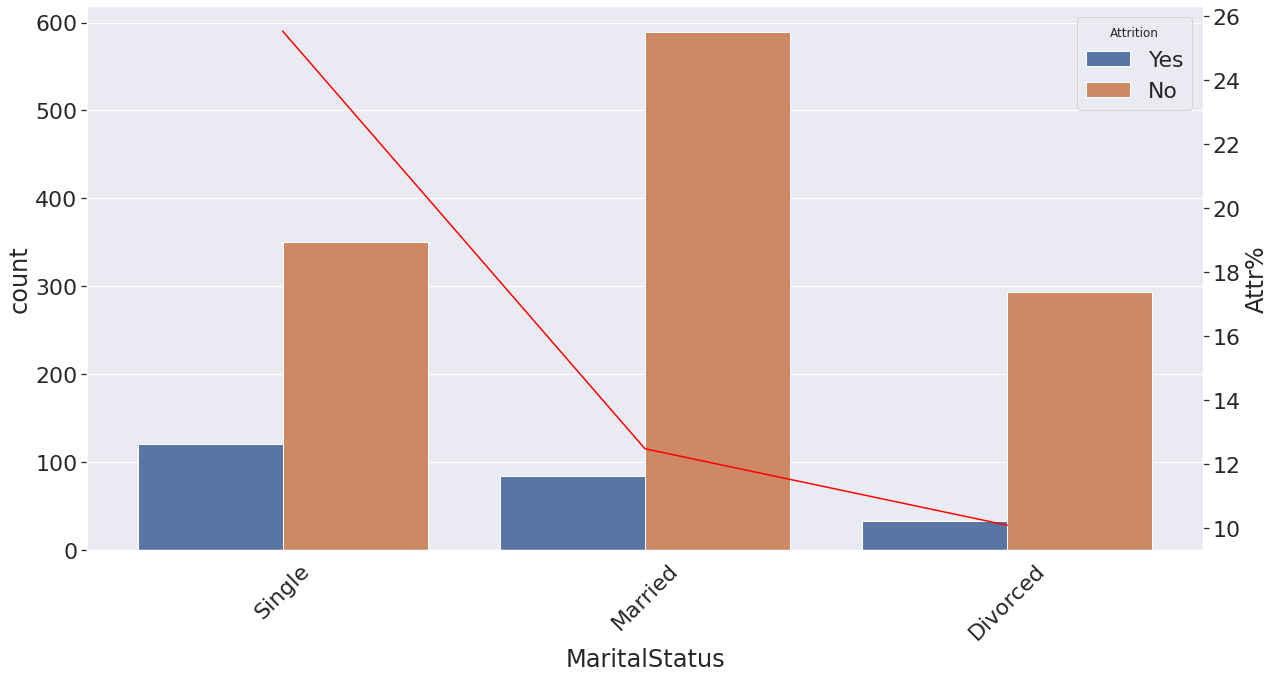 600
500
400
300
200
100
0
count
Attrition
Yes
No
26
24
22
20
18
16
14
12
10
Attr%
Single
Married
Divorced
MaritalStatus